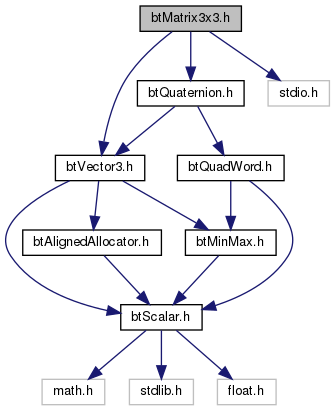 btMatrix3x3.h
btQuaternion.h
stdio.h
btVector3.h
btQuadWord.h
btAlignedAllocator.h
btMinMax.h
btScalar.h
math.h
stdlib.h
float.h